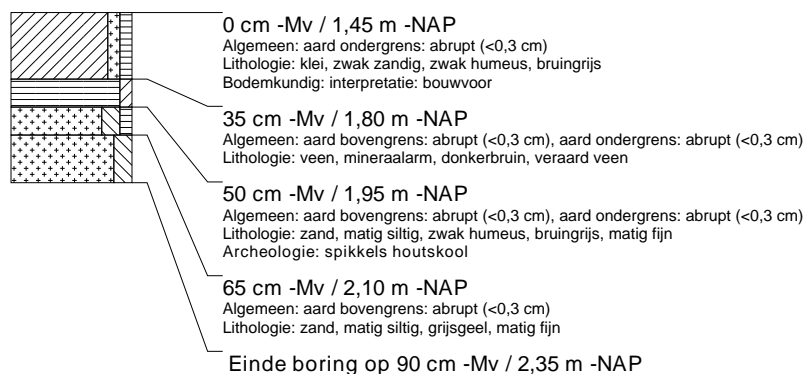 0 cm -Mv / 1,45 m -NAP
Algemeen: aard ondergrens: abrupt (<0,3 cm)
Lithologie: klei, zwak zandig, zwak humeus, bruingrijs
Bodemkundig: interpretatie: bouwvoor
35 cm -Mv / 1,80 m -NAP
Algemeen: aard bovengrens: abrupt (<0,3 cm), aard ondergrens: abrupt (<0,3 cm)
Lithologie: veen, mineraalarm, donkerbruin, veraard veen
50 cm -Mv / 1,95 m -NAP
Algemeen: aard bovengrens: abrupt (<0,3 cm), aard ondergrens: abrupt (<0,3 cm)
Lithologie: zand, matig siltig, zwak humeus, bruingrijs, matig fijn
Archeologie: spikkels houtskool
65 cm -Mv / 2,10 m -NAP
Algemeen: aard bovengrens: abrupt (<0,3 cm)
Lithologie: zand, matig siltig, grijsgeel, matig fijn
Einde boring op 90 cm -Mv / 2,35 m -NAP